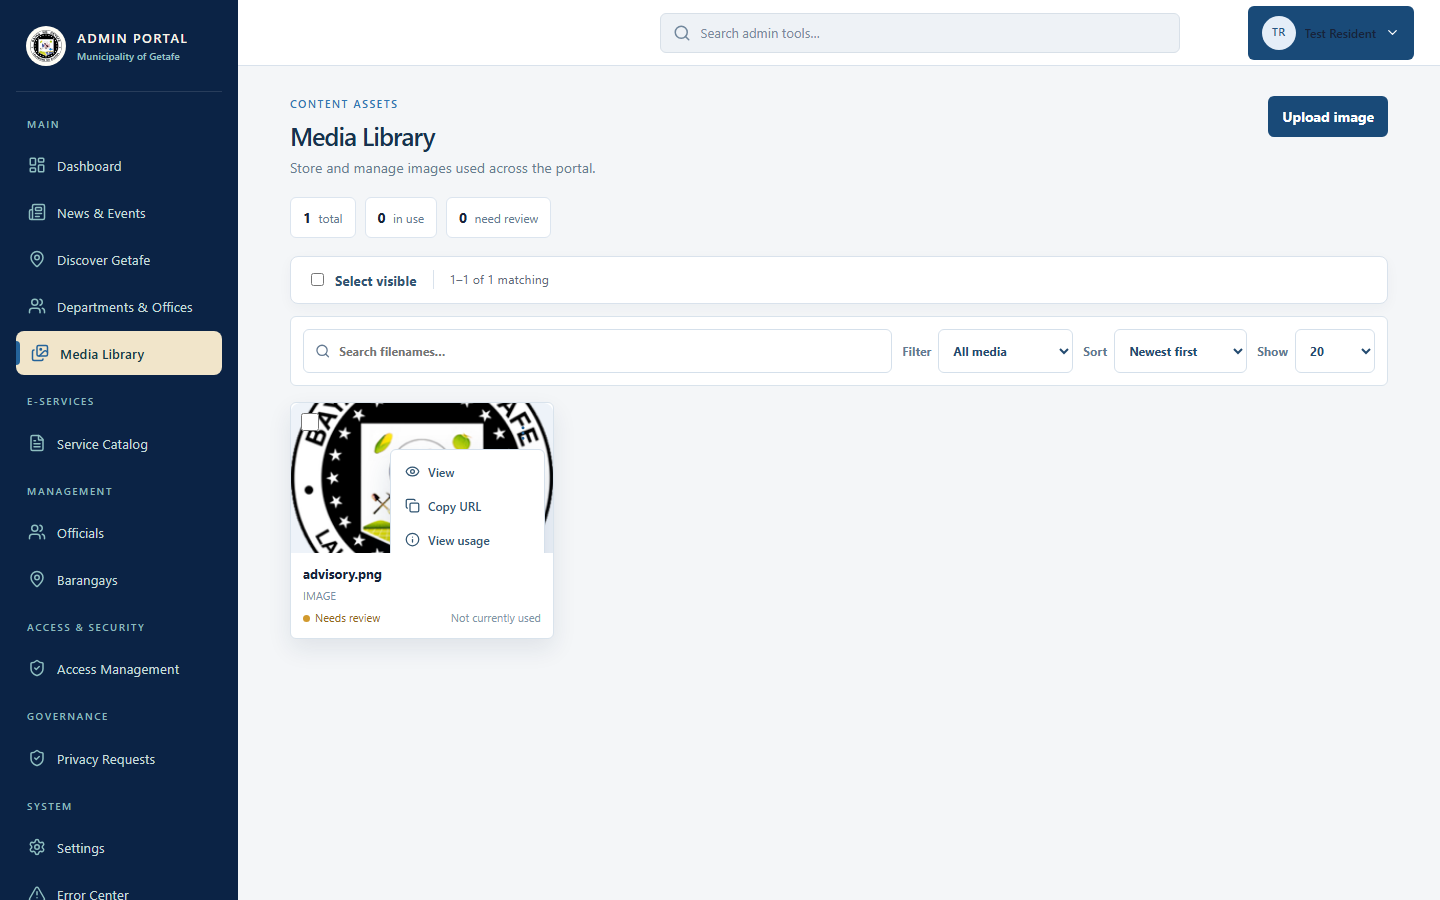 ADMIN PORTAL
Municipality of Getafe
Search admin tools...
TR
Test Resident
MAIN
Dashboard
News & Events
Discover Getafe
Departments & Offices
Media Library
E-SERVICES
Service Catalog
MANAGEMENT
Officials
Barangays
ACCESS & SECURITY
Access Management
GOVERNANCE
Privacy Requests
SYSTEM
Settings
Error Center
CONTENT ASSETS
Media Library
Store and manage images used across the portal.
Upload image
1 total
0 in use
0 need review
Select visible
1–1 of 1 matching
Search filenames...
Filter
All media
Sort
Newest first
Show
20
View
Copy URL
View usage
advisory.png
IMAGE
Needs review
Not currently used